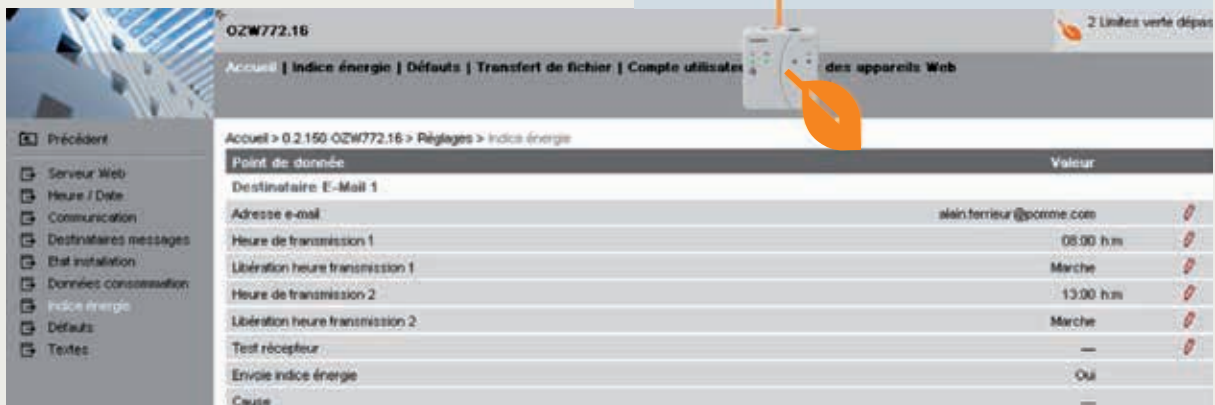 OZW772.16
2 Limites verte dépas
Accueil | Indice énergie | Défauts | Transfert de fichier | Compte utilisateu des appareils Web
Précédent
Serveur Web
Heure / Date
Communication
Destinataires messages
Etat installation
Données consommation
Indice énergie
Défauts
Textes
Accueil > 0.2.150 OZW772.16 > Réglages > Indice énergie
Point de donnée Valeur
Destinataire E-Mail 1
Adresse e-mail alain.terrieur@pomme.com
Heure de transmission 1 08:00 h:m
Libération heure transmission 1 Marche
Heure de transmission 2 13:00 h:m
Libération heure transmission 2 Marche
Test récepteur —
Envoie indice énergie Oui
Cause —